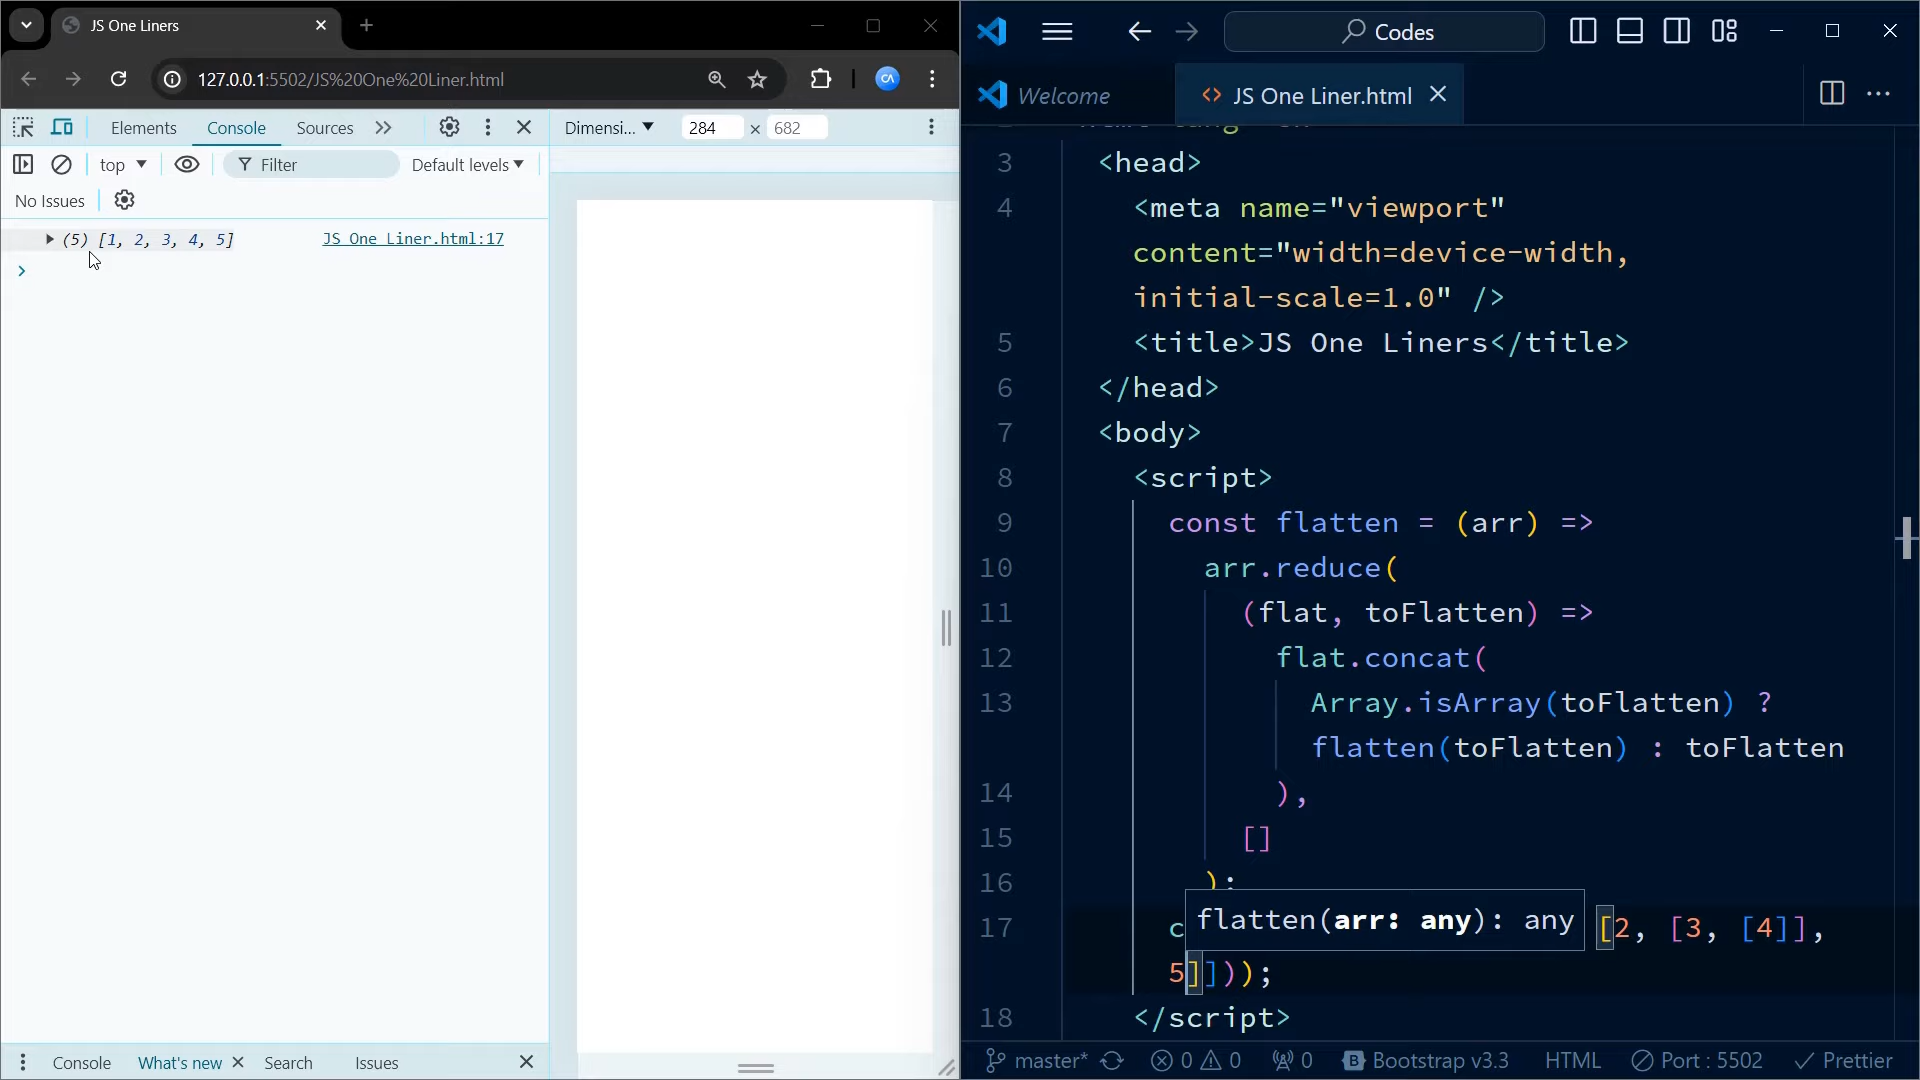 JS One Liners
127.0.0.1:5502/JS%20One%20Liner.html
Elements
Console
Sources
Dimensi...
284
×
682
top
Filter
Default levels
No Issues
(5) [1, 2, 3, 4, 5]
JS One Liner.html:17
Console
What's new
Search
Issues
Codes
Welcome
JS One Liner.html
3 <head>
4 <meta name="viewport"
content="width=device-width,
initial-scale=1.0" />
5 <title>JS One Liners</title>
6 </head>
7 <body>
8 <script>
9 const flatten = (arr) =>
10 arr.reduce(
11 (flat, toFlatten) =>
12 flat.concat(
13 Array.isArray(toFlatten) ?
flatten(toFlatten) : toFlatten
14 ),
15 []
16 );
flatten(arr: any): any
17 c [2, [3, [4]],
5]]));
18 </script>
master*
0
0
0
Bootstrap v3.3
HTML
Port : 5502
Prettier